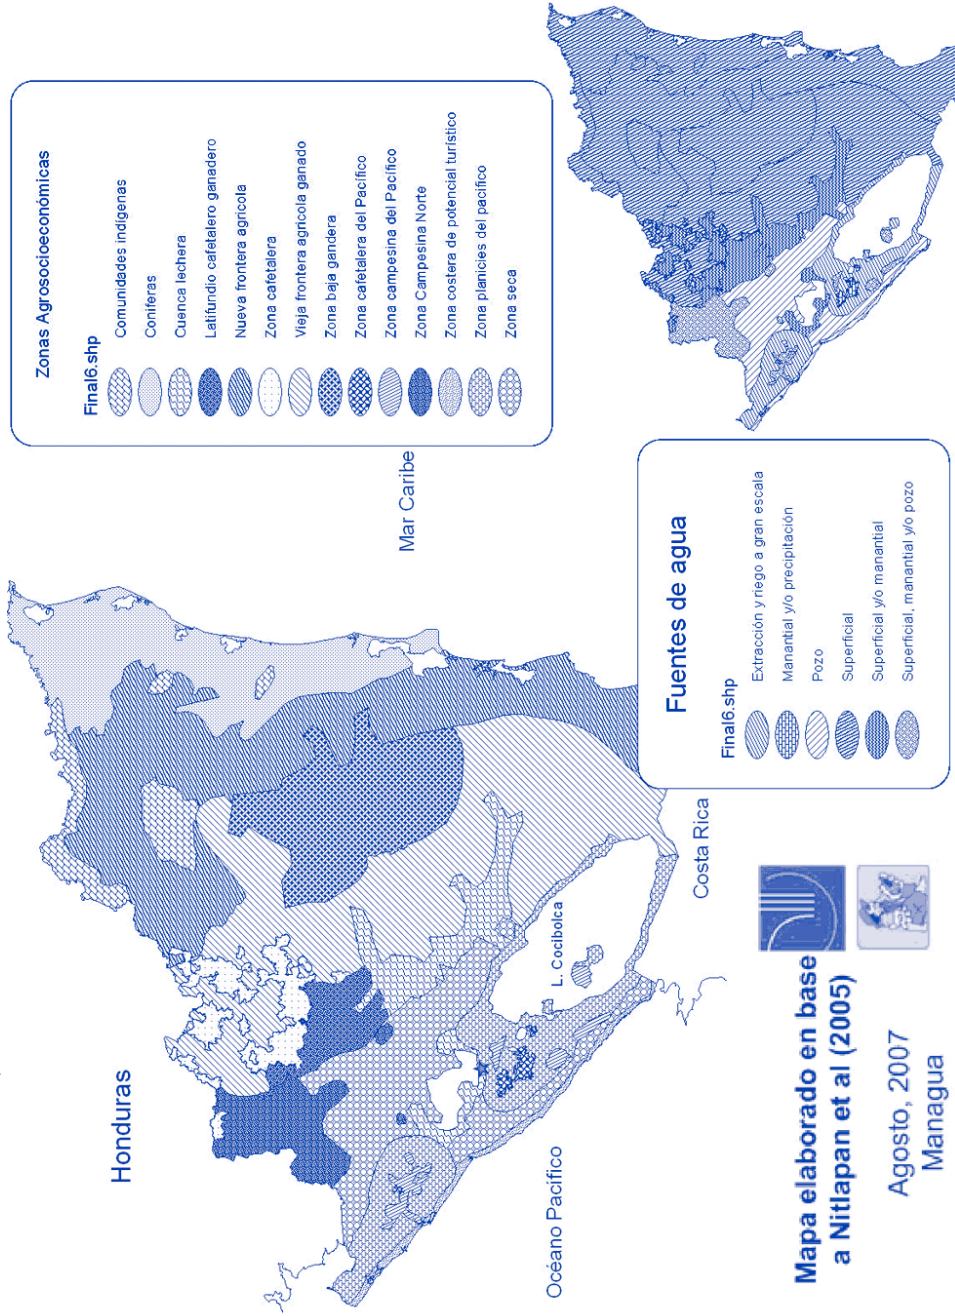 Zonas Agrosocioeconómicas
Final6.shp
Comunidades indígenas
Coníferas
Cuenca lechera
Latifundio cafetalero ganadero
Nueva frontera agrícola
Zona cafetalera
Vieja frontera agrícola ganado
Zona baja gandera
Zona cafetalera del Pacífico
Zona campesina del Pacífico
Zona Campesina Norte
Zona costera de potencial turístico
Zona planicies del pacífico
Zona seca
Honduras
Mar Caribe
Océano Pacífico
L. Cocibolca
Costa Rica
Fuentes de agua
Final6.shp
Extracción y riego a gran escala
Manantial y/o precipitación
Pozo
Superficial
Superficial y/o manantial
Superficial, manantial y/o pozo
Mapa elaborado en base
a Nitlapan et al (2005)
Agosto, 2007
Managua